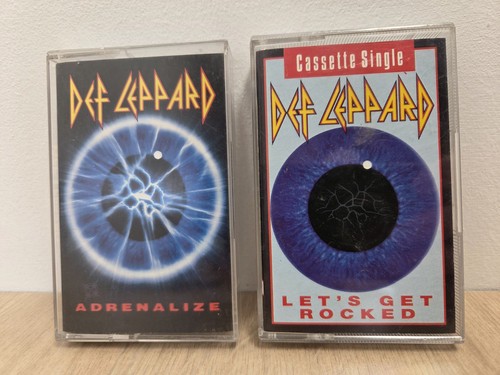 DEF LEPPARD
ADRENALIZE
Cassette Single
DEF LEPPARD
LET'S GET
ROCKED